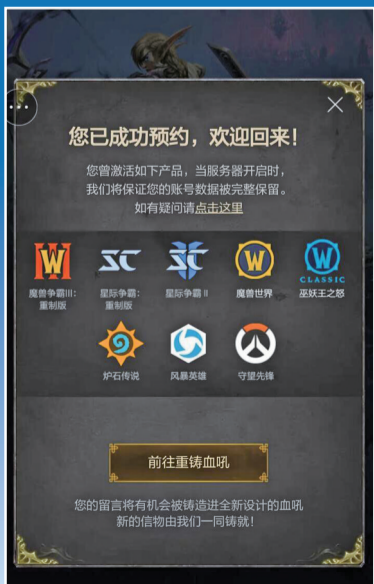 您已成功预约，欢迎回来！
您曾激活如下产品，当服务器开启时，
我们将保证您的账号数据被完整保留。
如有疑问请点击这里
魔兽争霸III：
重制版
星际争霸：
重制版
星际争霸 II
魔兽世界
CLASSIC
巫妖王之怒
炉石传说
风暴英雄
守望先锋
前往重铸血吼
您的留言将有机会被铸造进全新设计的血吼
新的信物由我们一同铸就！